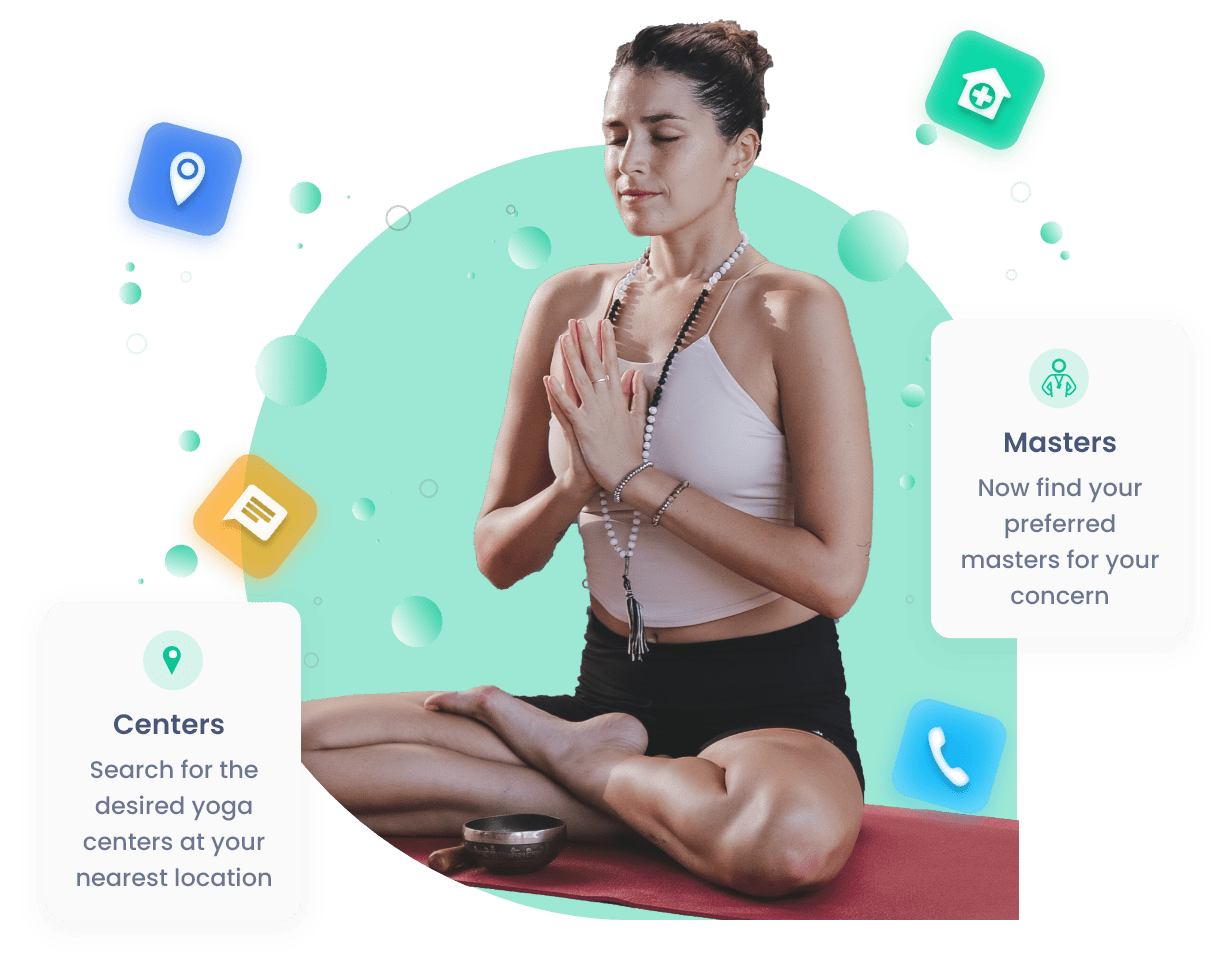 Masters
Now find your
preferred
masters for your
concern
Centers
Search for the
desired yoga
centers at your
nearest location